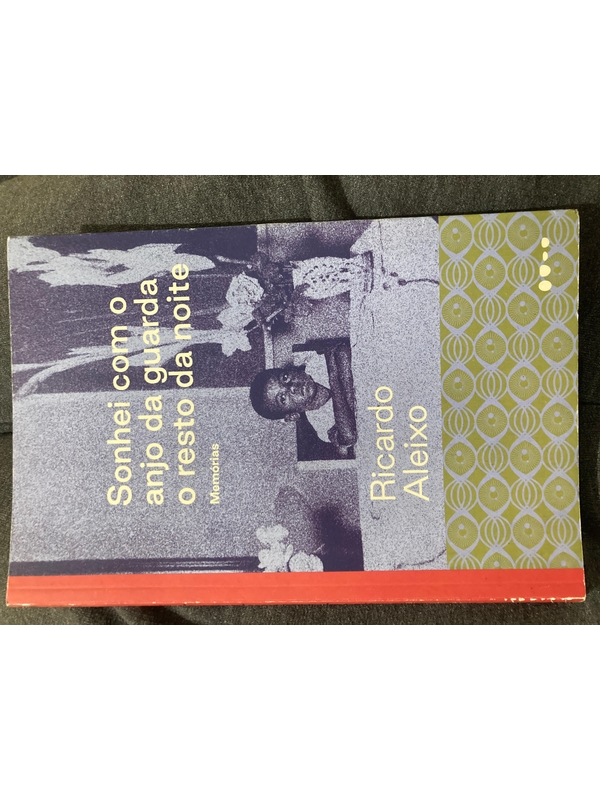 Sonhei com o
anjo da guarda
o resto da noite
Memórias
Ricardo
Aleixo